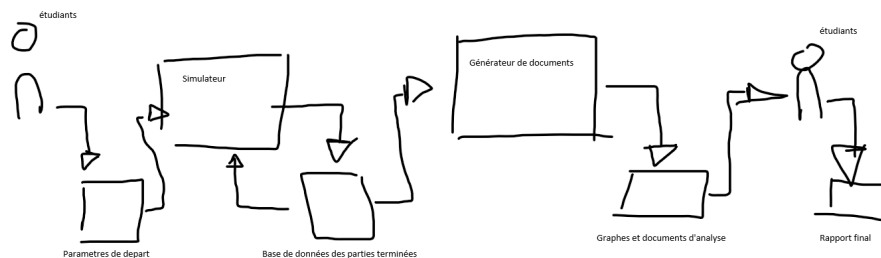 étudiants
Simulateur
Générateur de documents
étudiants
Parametres de depart
Base de données des parties terminées
Graphes et documents d'analyse
Rapport final